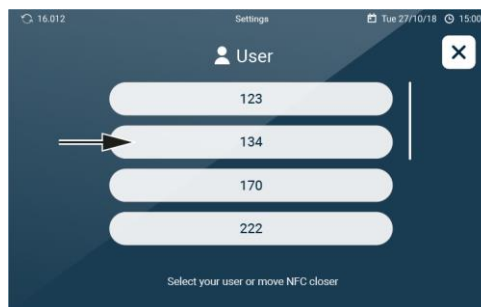 16.012 Settings Tue 27/10/18 15:00
User
123
134
170
222
Select your user or move NFC closer